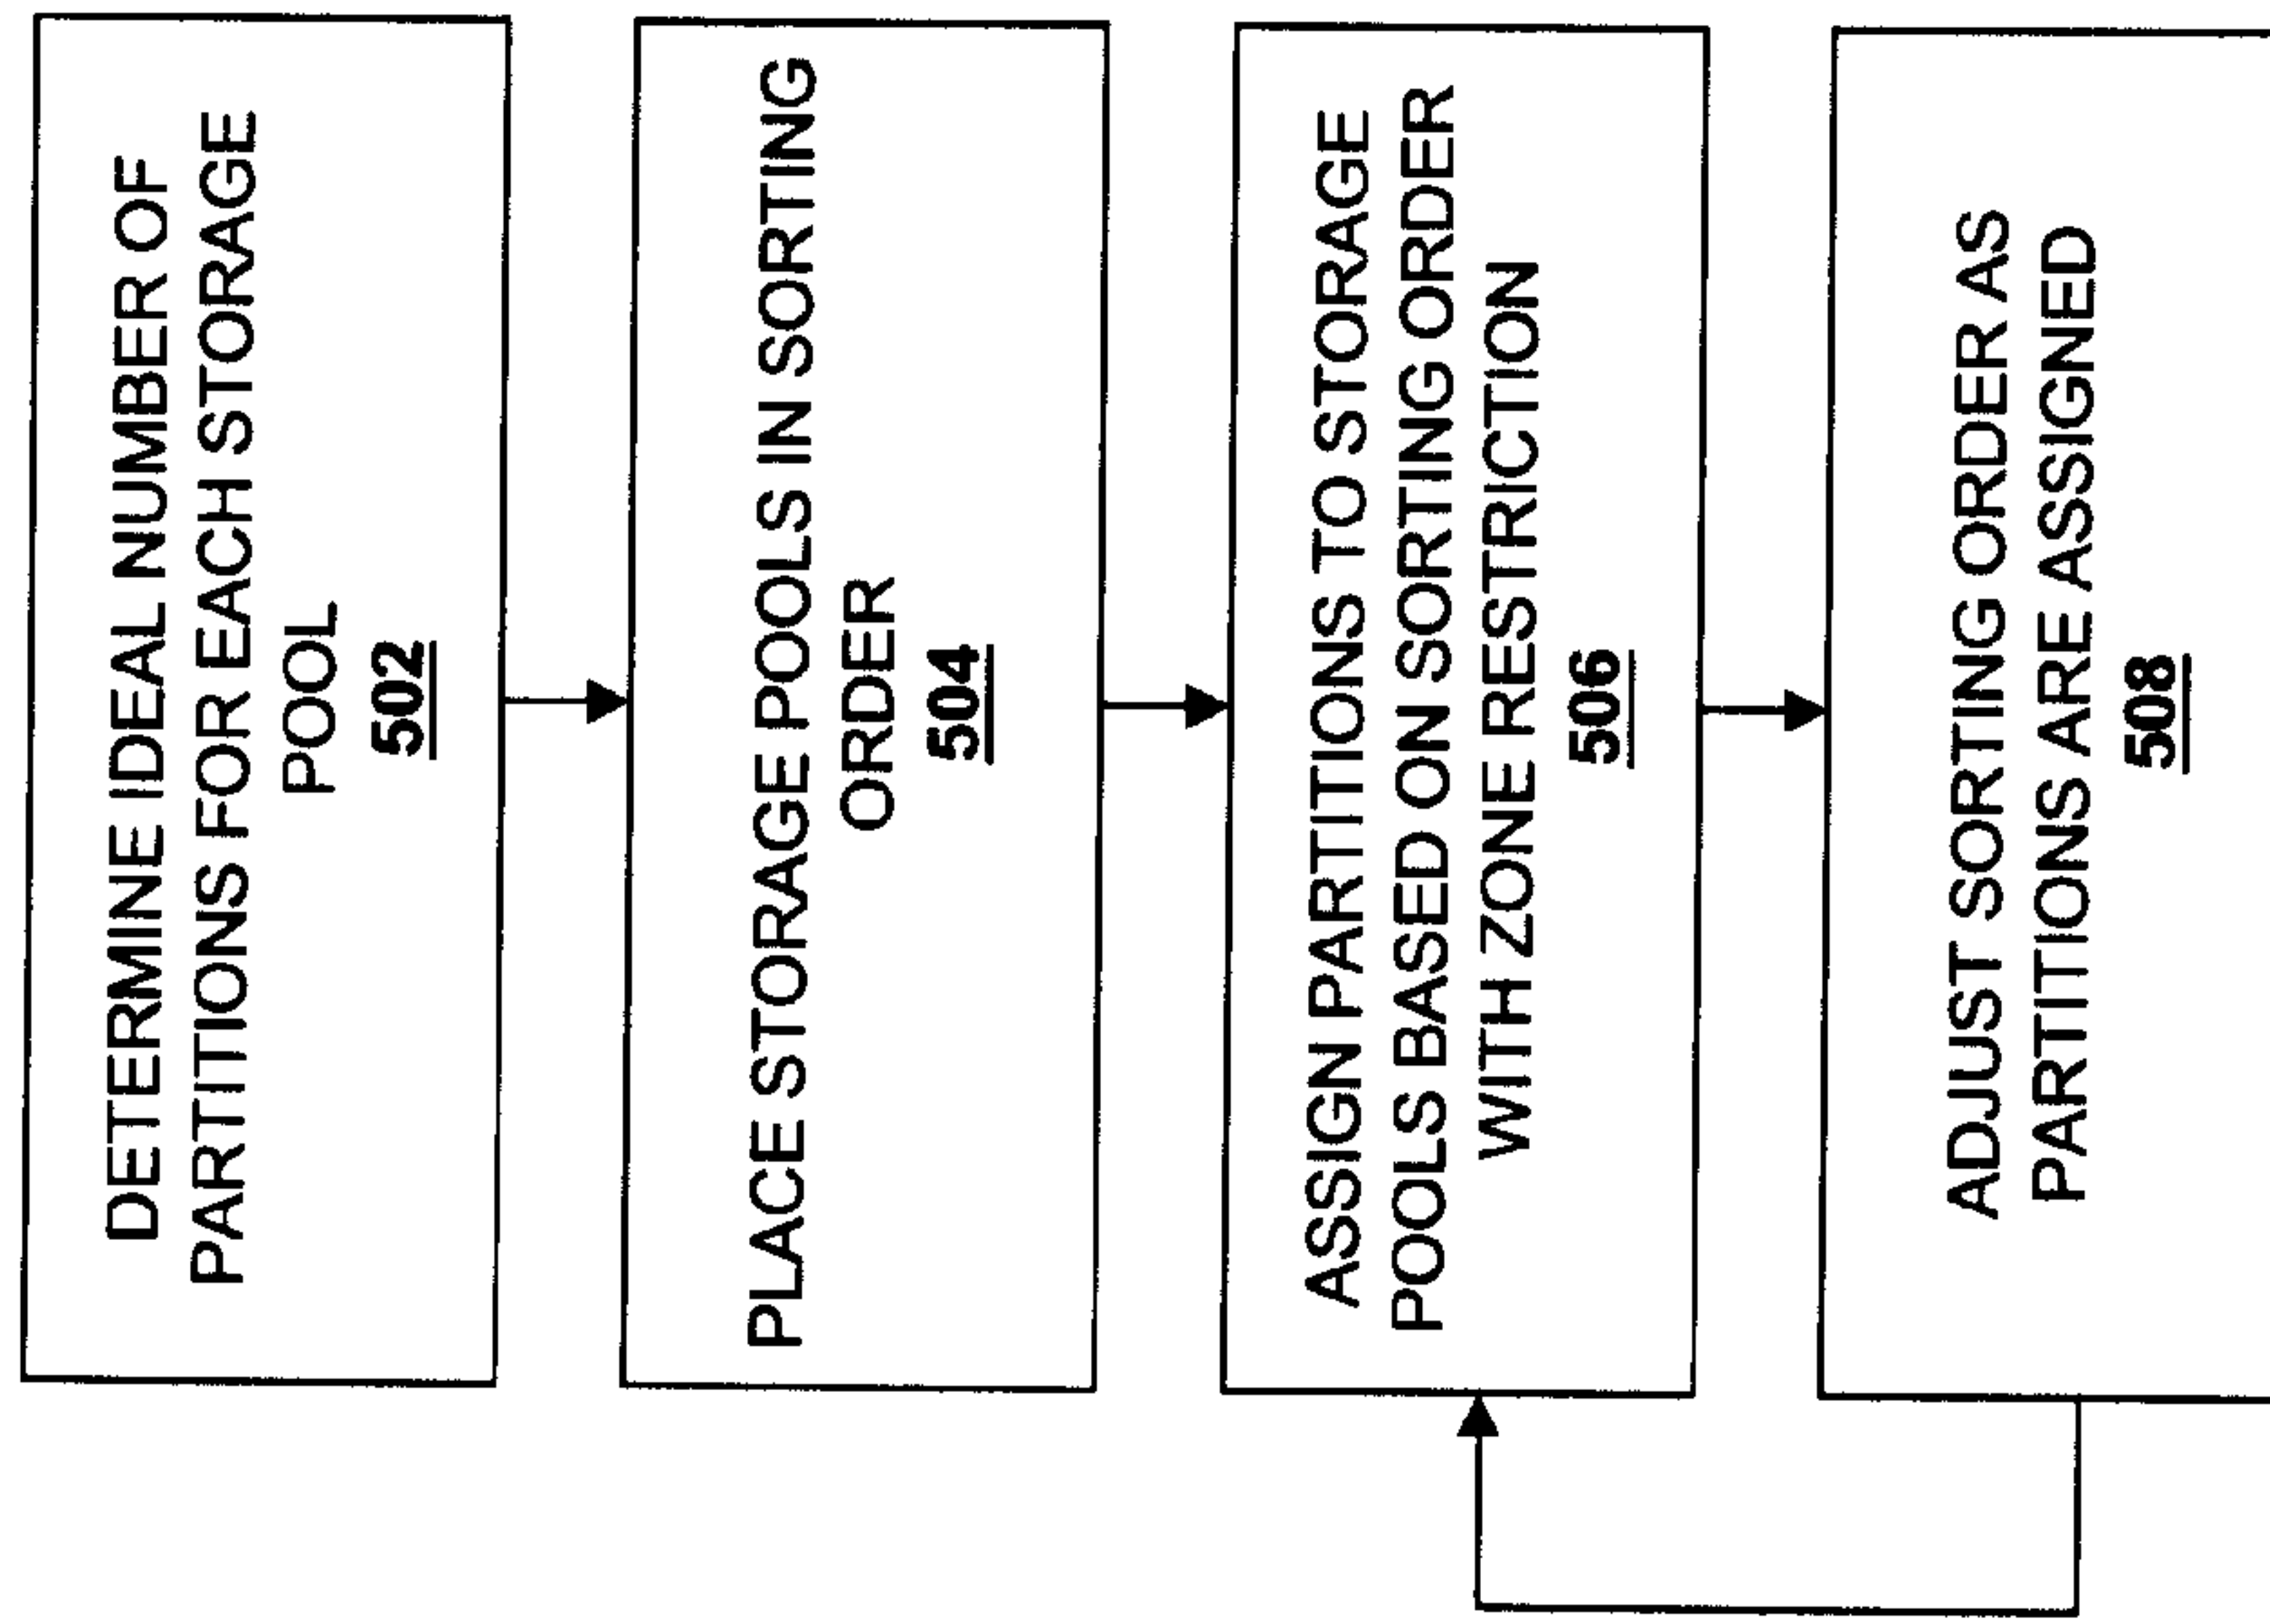 DETERMINE IDEAL NUMBER OF
PARTITIONS FOR EACH STORAGE
POOL
502
PLACE STORAGE POOLS IN SORTING
ORDER
504
ASSIGN PARTITIONS TO STORAGE
POOLS BASED ON SORTING ORDER
WITH ZONE RESTRICTION
506
ADJUST SORTING ORDER AS
PARTITIONS ARE ASSIGNED
508